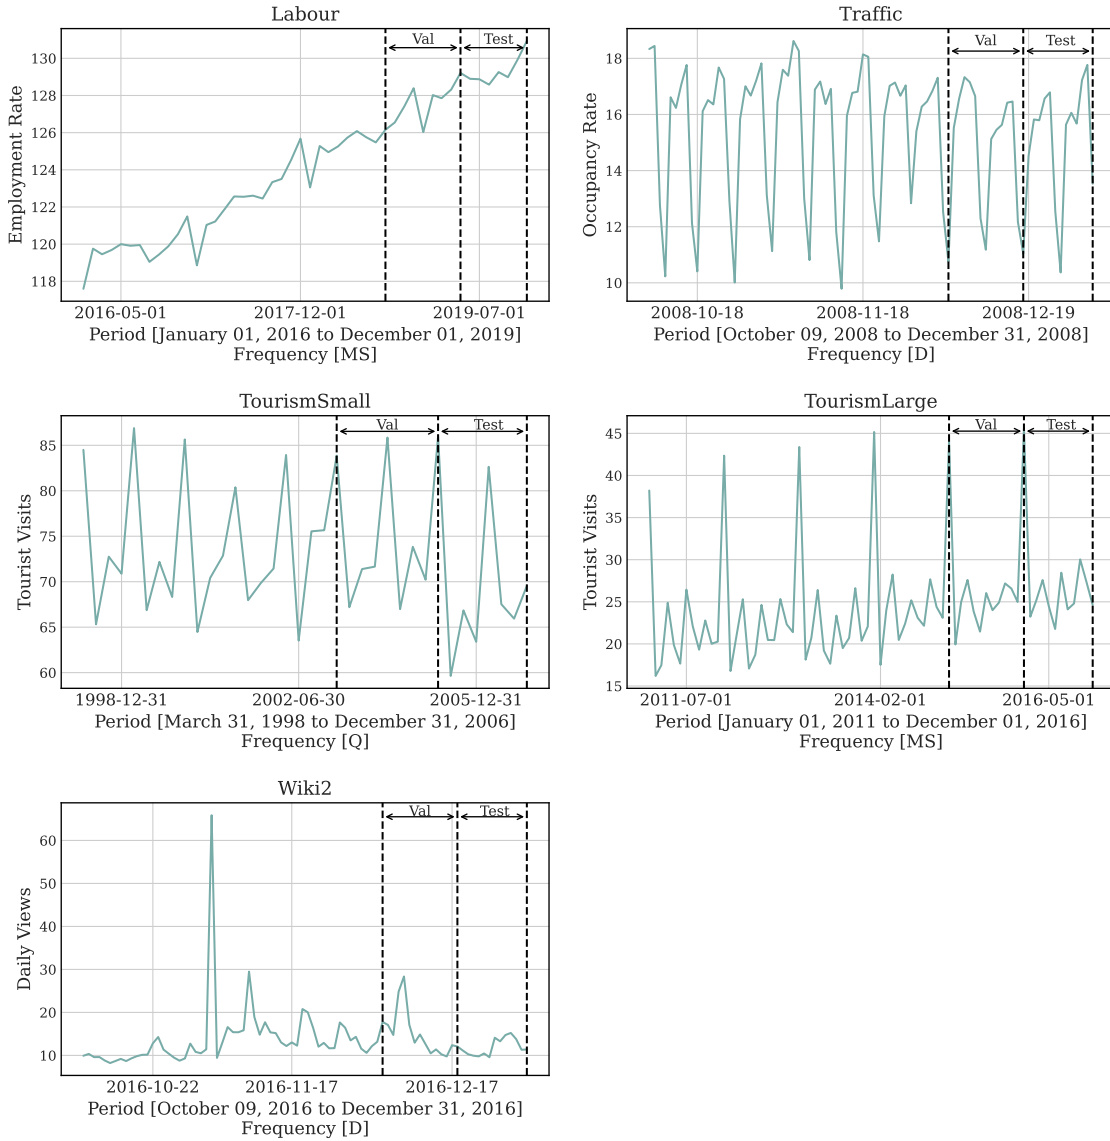 Labour
Val
Test
130
128
126
124
122
120
118
Employment Rate
2016-05-01
2017-12-01
2019-07-01
Period [January 01, 2016 to December 01, 2019]
Frequency [MS]
Traffic
Val
Test
18
16
14
12
10
Occupancy Rate
2008-10-18
2008-11-18
2008-12-19
Period [October 09, 2008 to December 31, 2008]
Frequency [D]
TourismSmall
Val
Test
85
80
75
70
65
60
Tourist Visits
1998-12-31
2002-06-30
2005-12-31
Period [March 31, 1998 to December 31, 2006]
Frequency [Q]
TourismLarge
Val
Test
45
40
35
30
25
20
15
Tourist Visits
2011-07-01
2014-02-01
2016-05-01
Period [January 01, 2011 to December 01, 2016]
Frequency [MS]
Wiki2
Val
Test
60
50
40
30
20
10
Daily Views
2016-10-22
2016-11-17
2016-12-17
Period [October 09, 2016 to December 31, 2016]
Frequency [D]